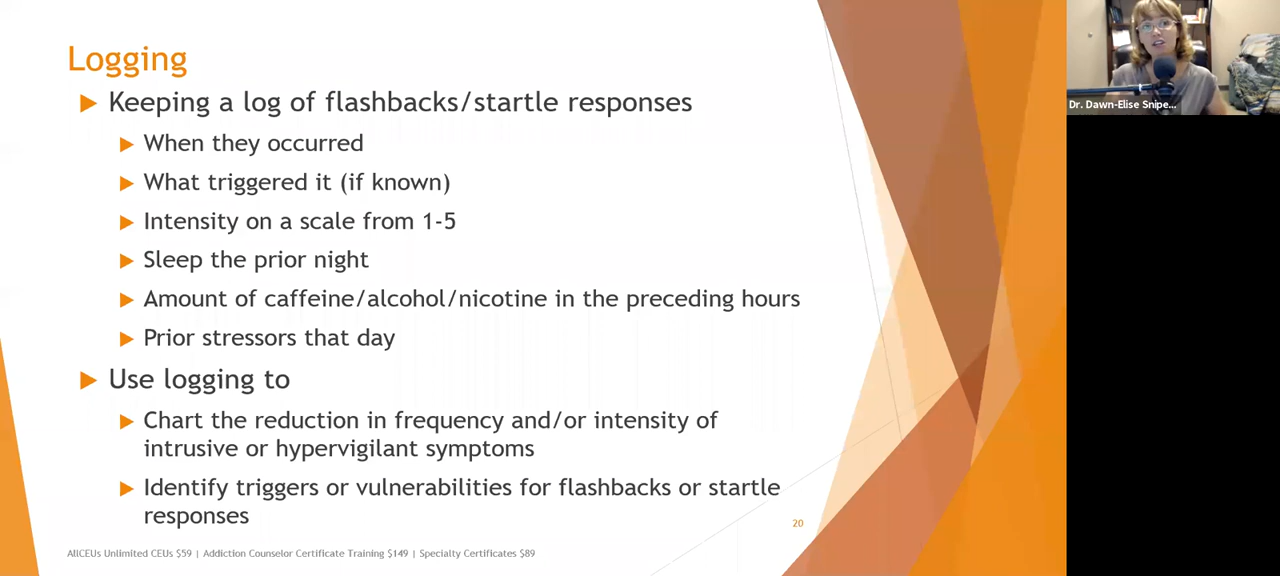 Logging
Keeping a log of flashbacks/startle responses
When they occurred
What triggered it (if known)
Intensity on a scale from 1-5
Sleep the prior night
Amount of caffeine/alcohol/nicotine in the preceding hours
Prior stressors that day
Use logging to
Chart the reduction in frequency and/or intensity of
intrusive or hypervigilant symptoms
Identify triggers or vulnerabilities for flashbacks or startle
responses
20
AllCEUs Unlimited CEUs $59 | Addiction Counselor Certificate Training $149 | Specialty Certificates $89
Dr. Dawn-Elise Snipe...